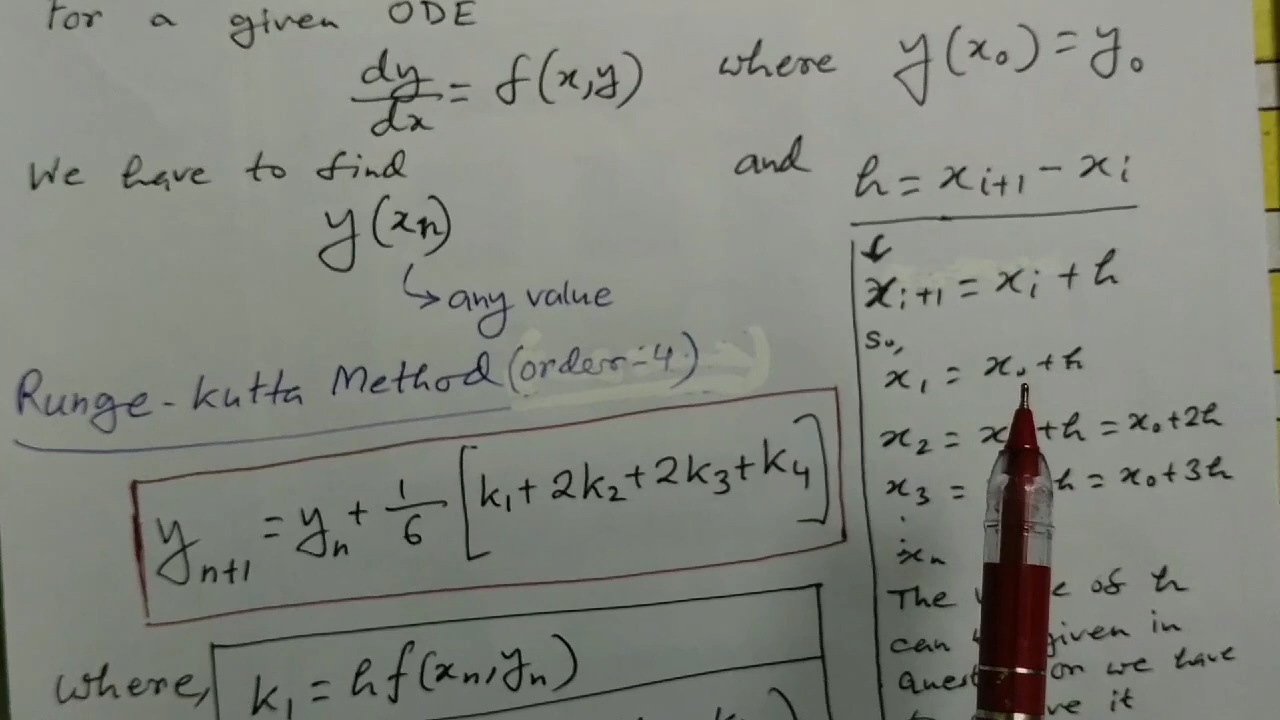 For a given ODE
dy/dx = f(x,y) where y(x₀) = y₀
We have to find
y(xₙ)
↳ any value
and h = xᵢ₊₁ - xᵢ
↓
xᵢ₊₁ = xᵢ + h
So,
x₁ = x₀ + h
x₂ = x + h = x₀ + 2h
x₃ = h = x₀ + 3h
xₙ
The of h
can given in
or we have
it
Runge-Kutta Method (order-4)
yₙ₊₁ = yₙ + 1/6 [k₁ + 2k₂ + 2k₃ + k₄]
where, k₁ = hf(xₙ, yₙ)